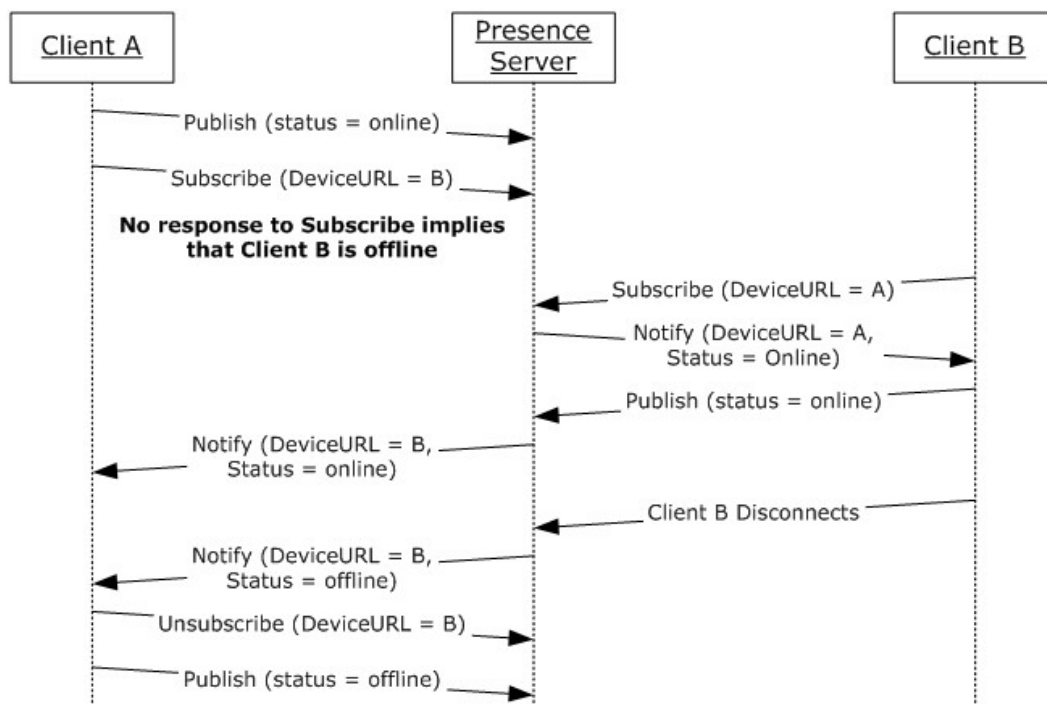 Client A
Presence
Server
Client B
Publish (status = online)
Subscribe (DeviceURL = B)
No response to Subscribe implies
that Client B is offline
Subscribe (DeviceURL = A)
Notify (DeviceURL = A,
Status = Online)
Publish (status = online)
Notify (DeviceURL = B,
Status = online)
Client B Disconnects
Notify (DeviceURL = B,
Status = offline)
Unsubscribe (DeviceURL = B)
Publish (status = offline)